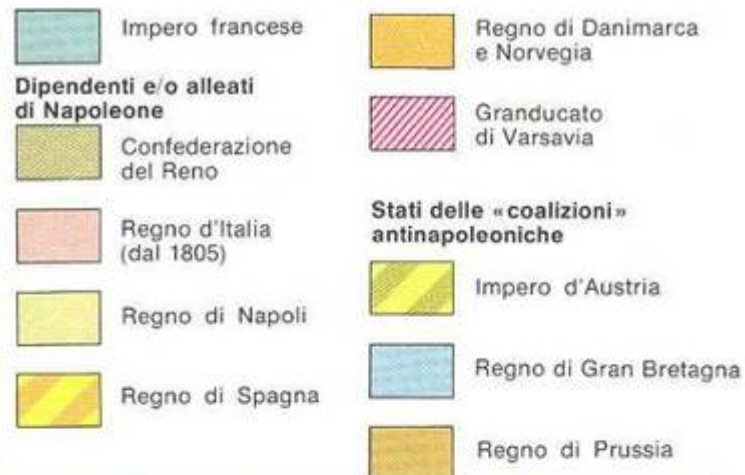 Impero francese
Dipendenti e/o alleati
di Napoleone
Confederazione
del Reno
Regno d'Italia
(dal 1805)
Regno di Napoli
Regno di Spagna
Regno di Danimarca
e Norvegia
Granducato
di Varsavia
Stati delle «coalizioni»
antinapoleoniche
Impero d'Austria
Regno di Gran Bretagna
Regno di Prussia